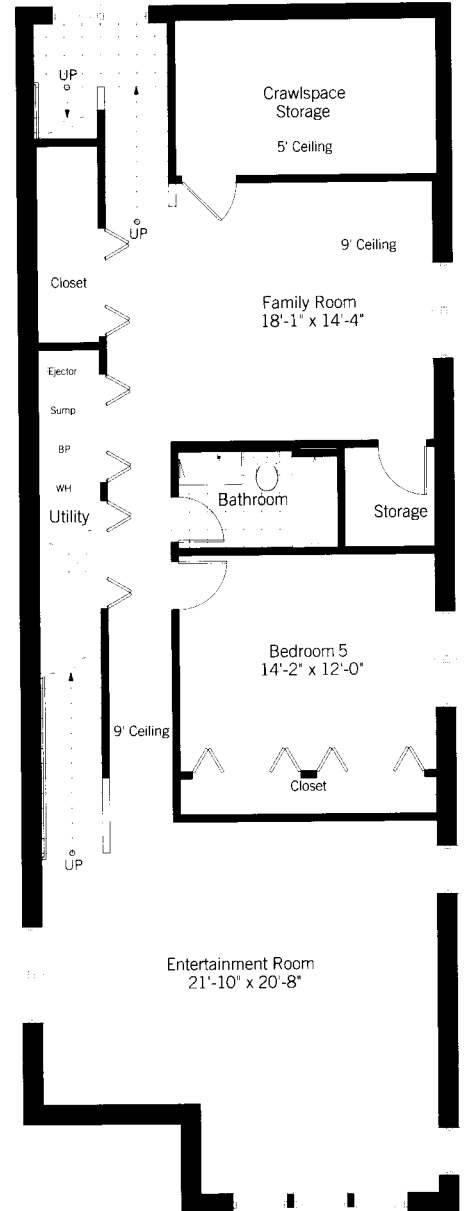 UP
Crawlspace
Storage
5' Ceiling
UP
9' Ceiling
Closet
Family Room
18'-1" x 14'-4"
Ejector
Sump
BP
WH
Utility
Bathroom
Storage
Bedroom 5
14'-2" x 12'-0"
9' Ceiling
Closet
UP
Entertainment Room
21'-10" x 20'-8"